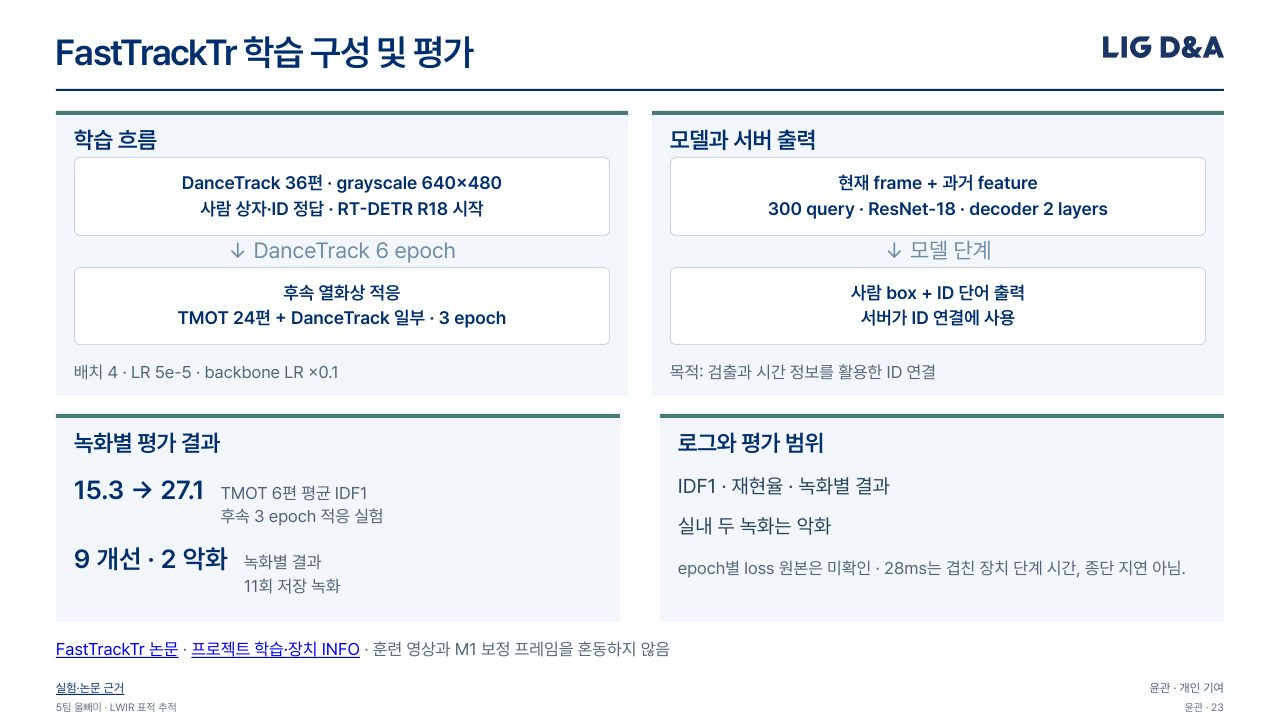 FastTrackTr 학습 구성 및 평가
LIG D&A
학습 흐름
DanceTrack 36편 · grayscale 640×480
사람 상자·ID 정답 · RT-DETR R18 시작
↓ DanceTrack 6 epoch
후속 열화상 적응
TMOT 24편 + DanceTrack 일부 · 3 epoch
배치 4 · LR 5e-5 · backbone LR ×0.1
모델과 서버 출력
현재 frame + 과거 feature
300 query · ResNet-18 · decoder 2 layers
↓ 모델 단계
사람 box + ID 단어 출력
서버가 ID 연결에 사용
목적: 검출과 시간 정보를 활용한 ID 연결
녹화별 평가 결과
15.3 → 27.1 TMOT 6편 평균 IDF1
후속 3 epoch 적응 실험
9 개선 · 2 악화 녹화별 결과
11회 저장 녹화
로그와 평가 범위
IDF1 · 재현율 · 녹화별 결과
실내 두 녹화는 악화
epoch별 loss 원본은 미확인 · 28ms는 겹친 장치 단계 시간, 종단 지연 아님.
FastTrackTr 논문 · 프로젝트 학습·장치 INFO · 훈련 영상과 M1 보정 프레임을 혼동하지 않음
실험·논문 근거
5팀 올빼미 · LWIR 표적 추적
윤관 · 개인 기여
윤관 · 23